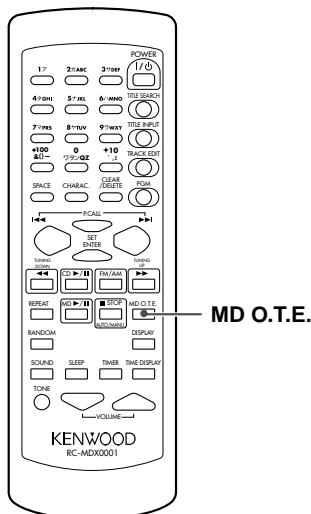 POWER
1ア 2カABC 3サDEF I/⏻
TITLE SEARCH
4タGHI 5ナJKL 6ハMNO
TITLE INPUT
7マPRS 8ヤTUV 9ラWXY
TRACK EDIT
+100 0 +10
&()– ワヲンQZ
SPACE CHARAC. CLEAR /DELETE PGM
P.CALL
SET ENTER
TUNING DOWN TUNING UP
◀◀ CD ▶/❚❚ FM/AM ▶▶
REPEAT MD ▶/❚❚ ■ STOP MD O.T.E.
AUTO/MANU.
MD O.T.E.
RANDOM DISPLAY
SOUND SLEEP TIMER TIME DISPLAY
TONE
VOLUME
KENWOOD
RC-MDX0001